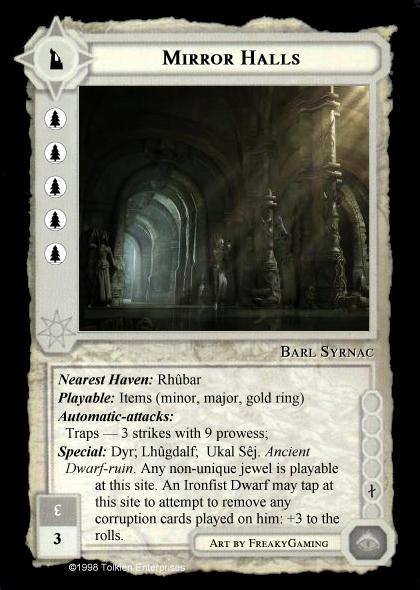 Mirror Halls
Barl Syrnac
Nearest Haven: Rhûbar
Playable: Items (minor, major, gold ring)
Automatic-attacks:
Traps — 3 strikes with 9 prowess;
Special: Dyr; Lhûgdalf; Ukal Sêj. Ancient
Dwarf-ruin. Any non-unique jewel is playable
at this site. An Ironfist Dwarf may tap at
this site to attempt to remove any
corruption cards played on him: +3 to the
rolls.
ε
3
Art by FreakyGaming
©1998 Tolkien Enterprises